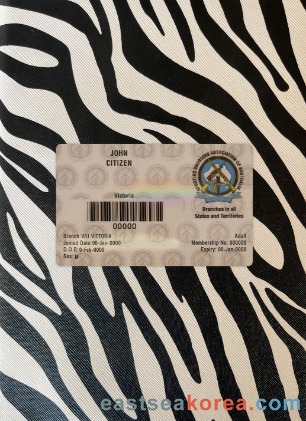 JOHN
CITIZEN
SPORTING SHOOTERS ASSOCIATION OF AUSTRALIA
Victoria
00000
Branches in all
States and Territories
Branch V01 VICTORIA
Joined Date:00-Jan-0000
D.O.B:0-Feb-0000
Sex: M
Adult
Membership No: 000000
Expiry: 00-Jan-0000
eastseakorea.com